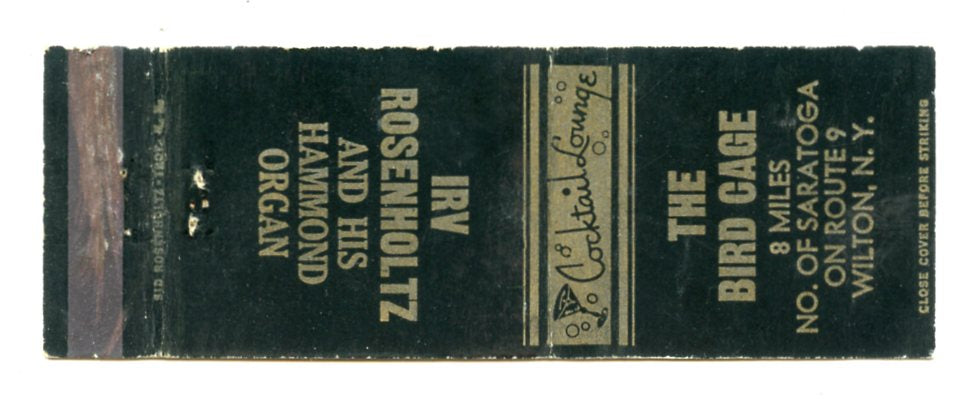 THE
BIRD CAGE
8 MILES
NO. OF SARATOGA
ON ROUTE 9
WILTON, N. Y.
CLOSE COVER BEFORE STRIKING
Cocktail Lounge
IRV
ROSENHOLTZ
AND HIS
HAMMOND
ORGAN
SID